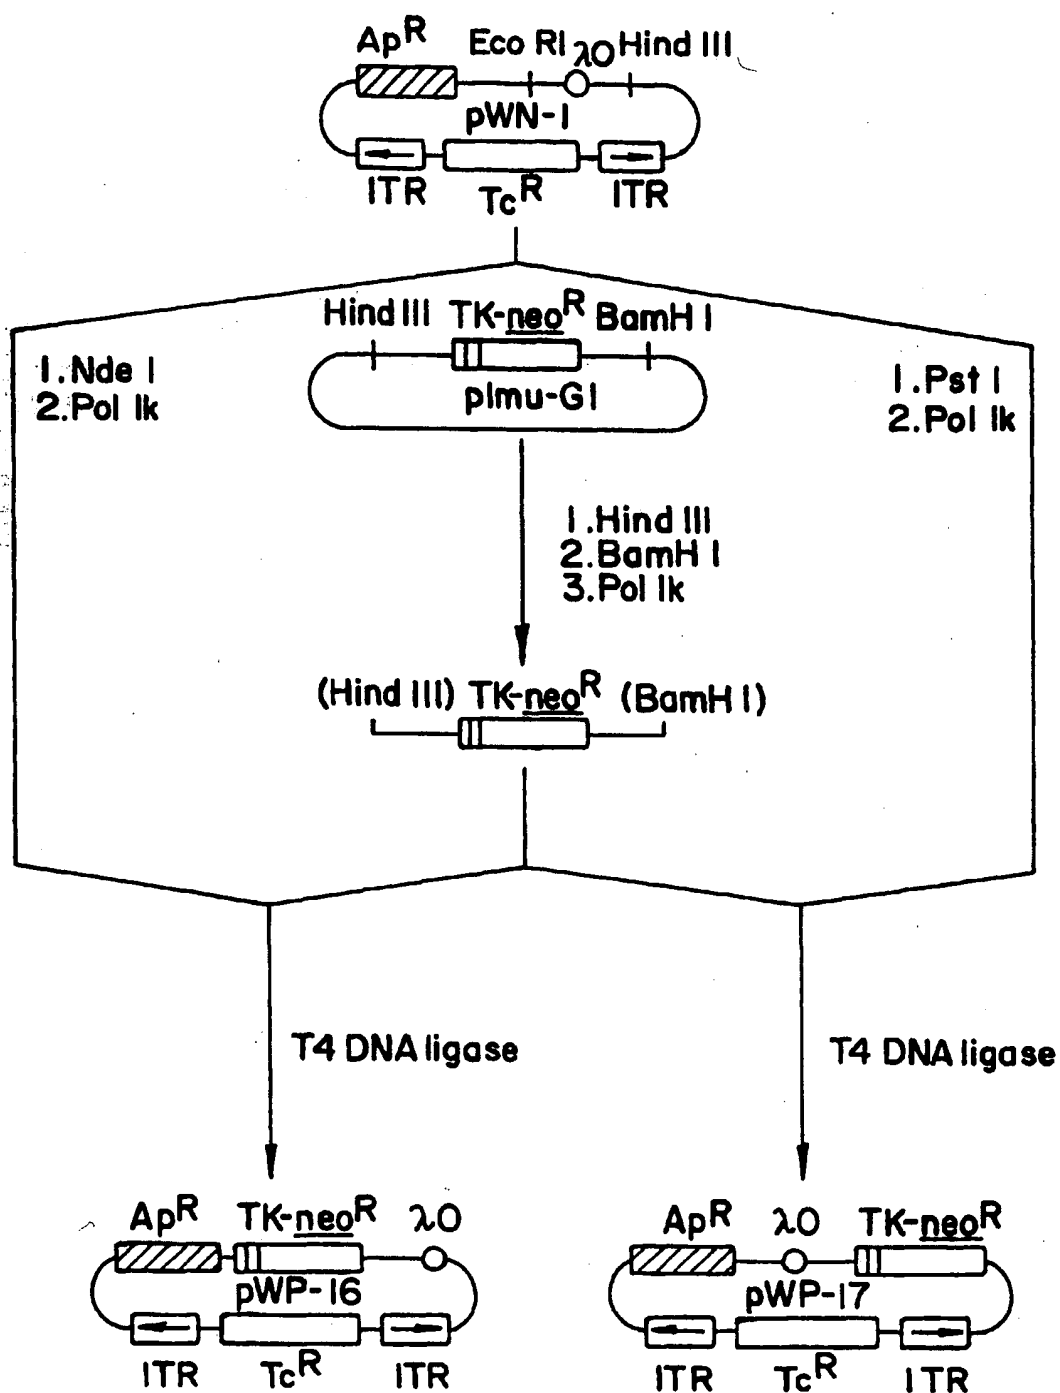 ApR Eco RI λO Hind III
pWN-1
ITR TcR ITR
Hind III TK-neoR BamH I
pImu-G1
1.Nde I
2.Pol Ik
1.Pst I
2.Pol Ik
1.Hind III
2.BamH I
3.Pol Ik
(Hind III) TK-neoR (BamH I)
T4 DNA ligase
T4 DNA ligase
ApR TK-neoR λO
pWP-16
ITR TcR ITR
ApR λO TK-neoR
pWP-17
ITR TcR ITR